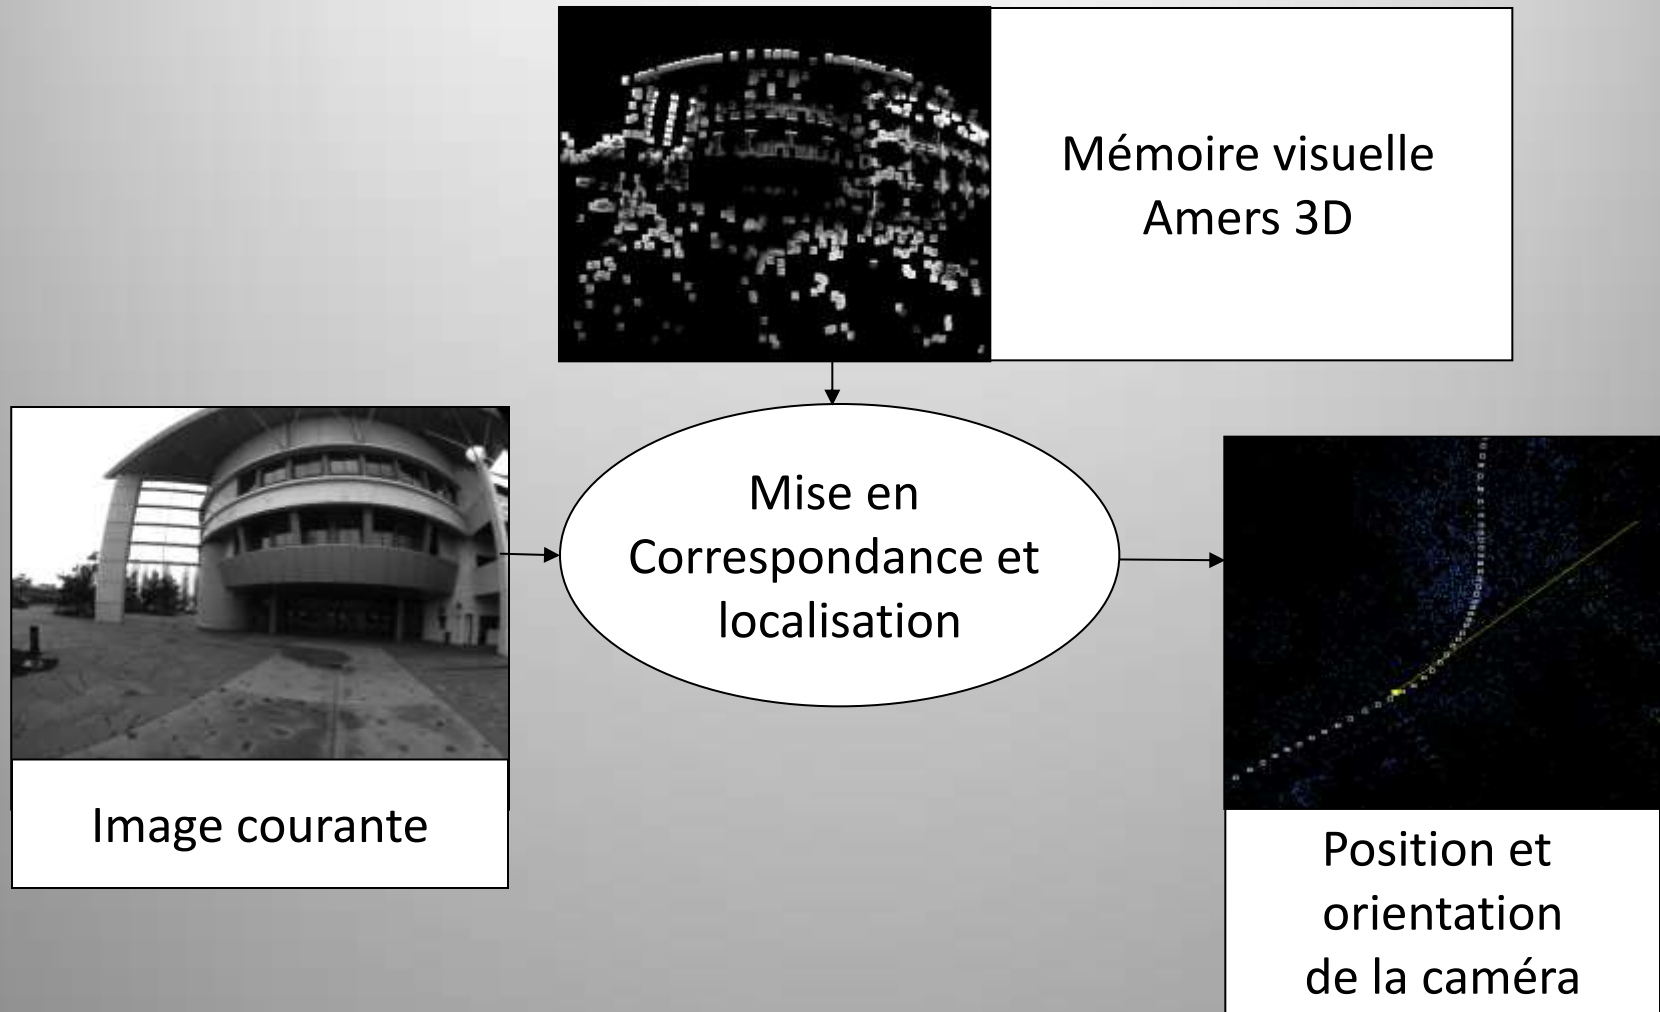 Mémoire visuelle
Amers 3D
Mise en
Correspondance et
localisation
Image courante
Position et
orientation
de la caméra